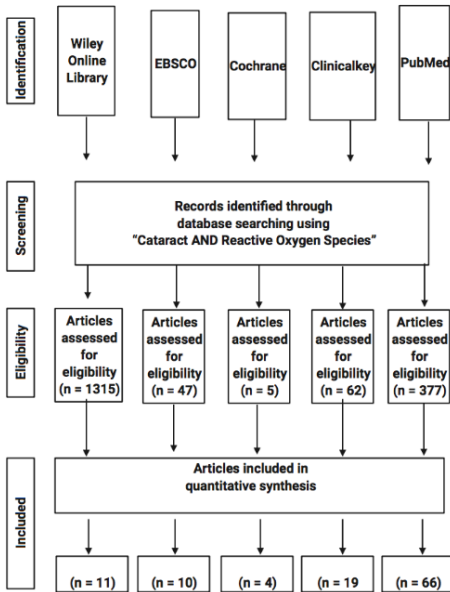 Identification
Wiley
Online
Library
EBSCO
Cochrane
Clinicalkey
PubMed
Screening
Records identified through
database searching using
“Cataract AND Reactive Oxygen Species”
Eligibility
Articles
assessed
for
eligibility
(n = 1315)
Articles
assessed
for
eligibility
(n = 47)
Articles
assessed
for
eligibility
(n = 5)
Articles
assessed
for
eligibility
(n = 62)
Articles
assessed
for
eligibility
(n = 377)
Included
Articles included in
quantitative synthesis
(n = 11)
(n = 10)
(n = 4)
(n = 19)
(n = 66)